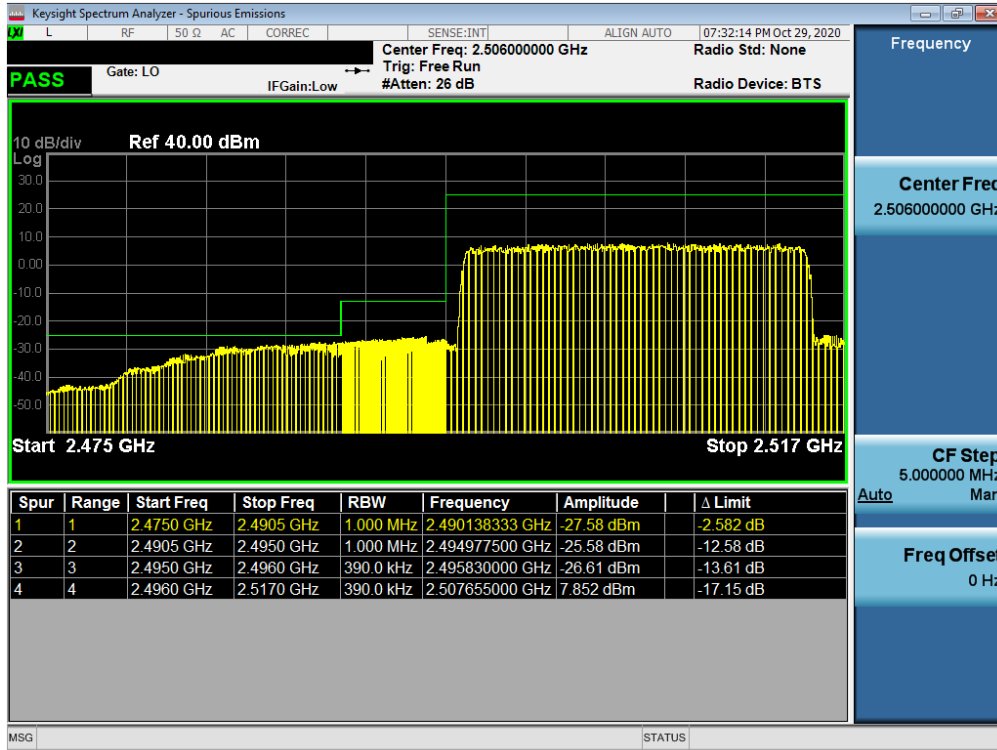 Keysight Spectrum Analyzer - Spurious Emissions
LXI L RF 50 Ω AC CORREC SENSE:INT ALIGN AUTO 07:32:14 PM Oct 29, 2020
Center Freq: 2.506000000 GHz Radio Std: None
Gate: LO Trig: Free Run
PASS IFGain:Low #Atten: 26 dB Radio Device: BTS
10 dB/div Ref 40.00 dBm
Log
30.0
20.0
10.0
0.00
-10.0
-20.0
-30.0
-40.0
-50.0
Start 2.475 GHz Stop 2.517 GHz
Spur Range Start Freq Stop Freq RBW Frequency Amplitude Δ Limit
1 1 2.4750 GHz 2.4905 GHz 1.000 MHz 2.490138333 GHz -27.58 dBm -2.582 dB
2 2 2.4905 GHz 2.4950 GHz 1.000 MHz 2.494977500 GHz -25.58 dBm -12.58 dB
3 3 2.4950 GHz 2.4960 GHz 390.0 kHz 2.495830000 GHz -26.61 dBm -13.61 dB
4 4 2.4960 GHz 2.5170 GHz 390.0 kHz 2.507655000 GHz 7.852 dBm -17.15 dB
MSG STATUS
Frequency
Center Freq
2.506000000 GHz
CF Step
5.000000 MHz
Auto Man
Freq Offset
0 Hz